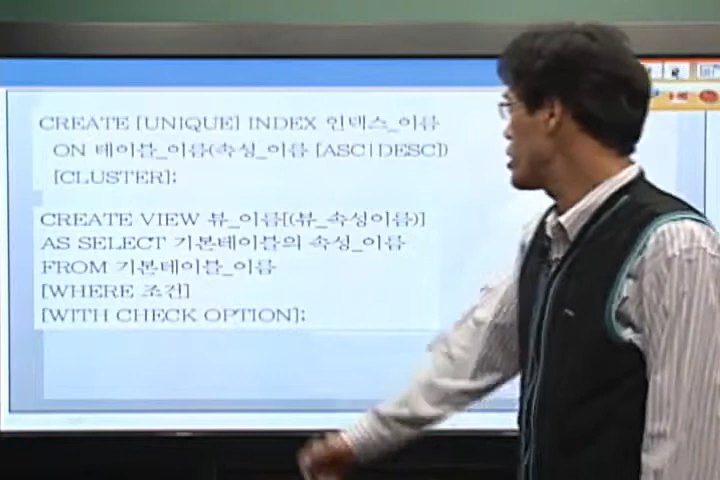 CREATE [UNIQUE] INDEX 인덱스_이름
ON 테이블_이름(속성_이름 [ASC|DESC])
[CLUSTER];
CREATE VIEW 뷰_이름[(뷰_속성이름)]
AS SELECT 기본테이블의 속성_이름
FROM 기본테이블_이름
[WHERE 조건]
[WITH CHECK OPTION];